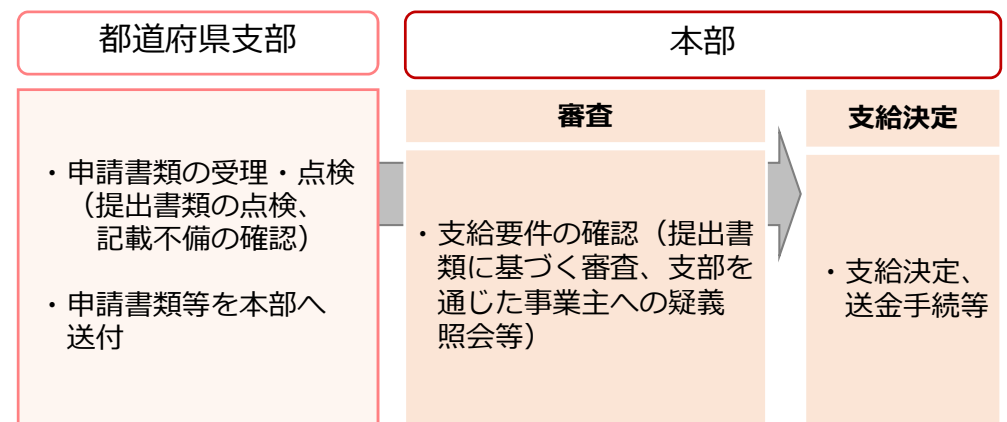 都道府県支部
・申請書類の受理・点検
（提出書類の点検、
記載不備の確認）
・申請書類等を本部へ
送付
本部
審査
・支給要件の確認（提出書
類に基づく審査、支部を
通じた事業主への疑義
照会等）
支給決定
・支給決定、
送金手続等